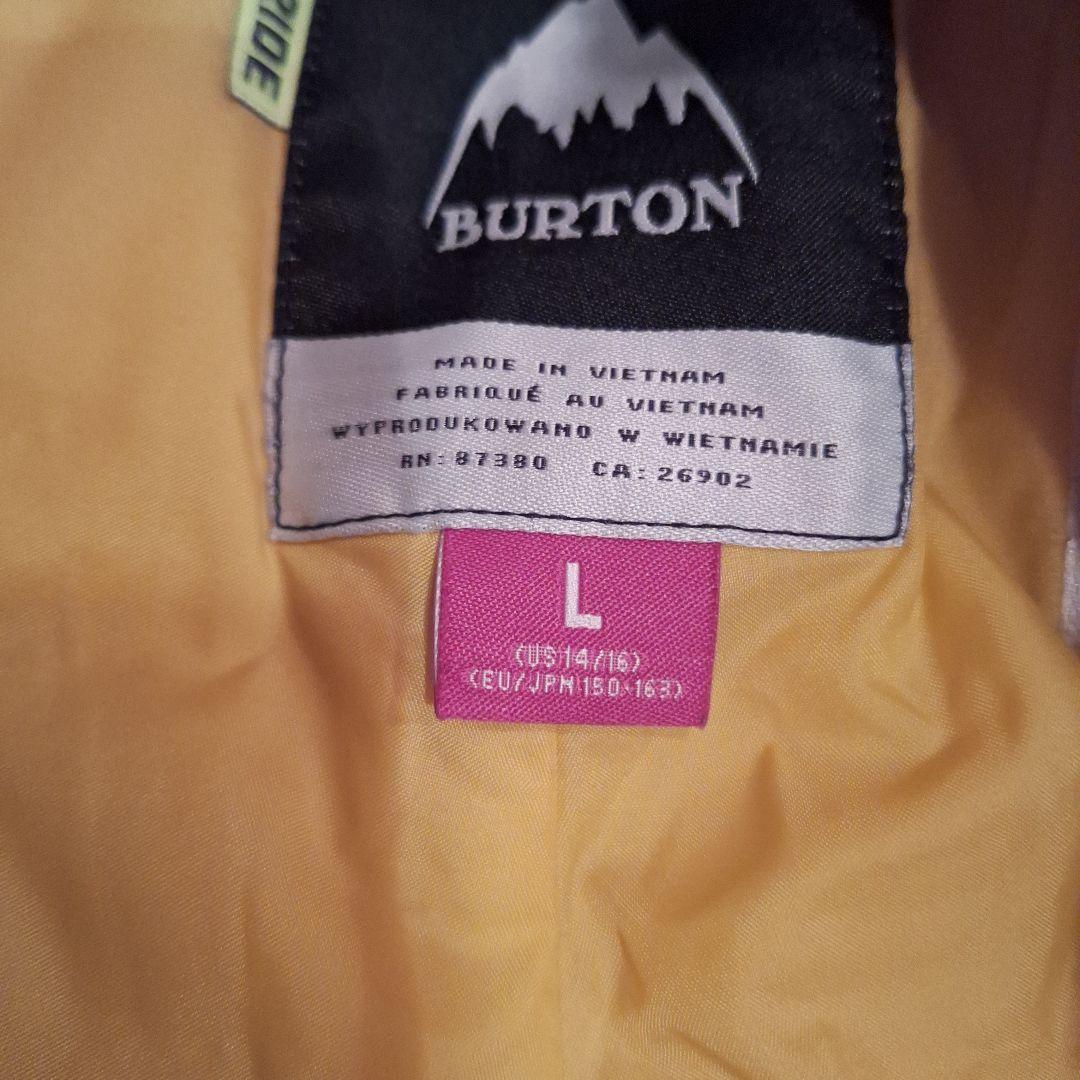 RIDE
BURTON
MADE IN VIETNAM
FABRIQUÉ AU VIETNAM
WYPRODUKOWANO W WIETNAMIE
RN: 87380 CA: 26902
L
(US 14/16)
(EU/JPN 150-163)